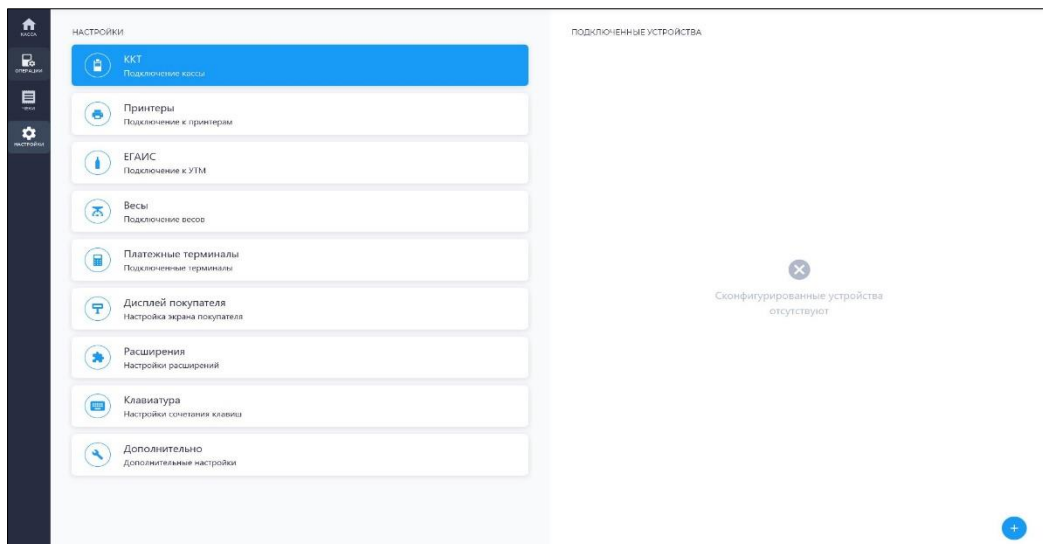 КАССА
ОПЕРАЦИИ
ЧЕКИ
НАСТРОЙКИ
НАСТРОЙКИ
ККТ
Подключение кассы
Принтеры
Подключение к принтерам
ЕГАИС
Подключение к УТМ
Весы
Подключение весов
Платежные терминалы
Подключенные терминалы
Дисплей покупателя
Настройка экрана покупателя
Расширения
Настройки расширений
Клавиатура
Настройки сочетания клавиш
Дополнительно
Дополнительные настройки
ПОДКЛЮЧЕННЫЕ УСТРОЙСТВА
Сконфигурированные устройства
отсутствуют